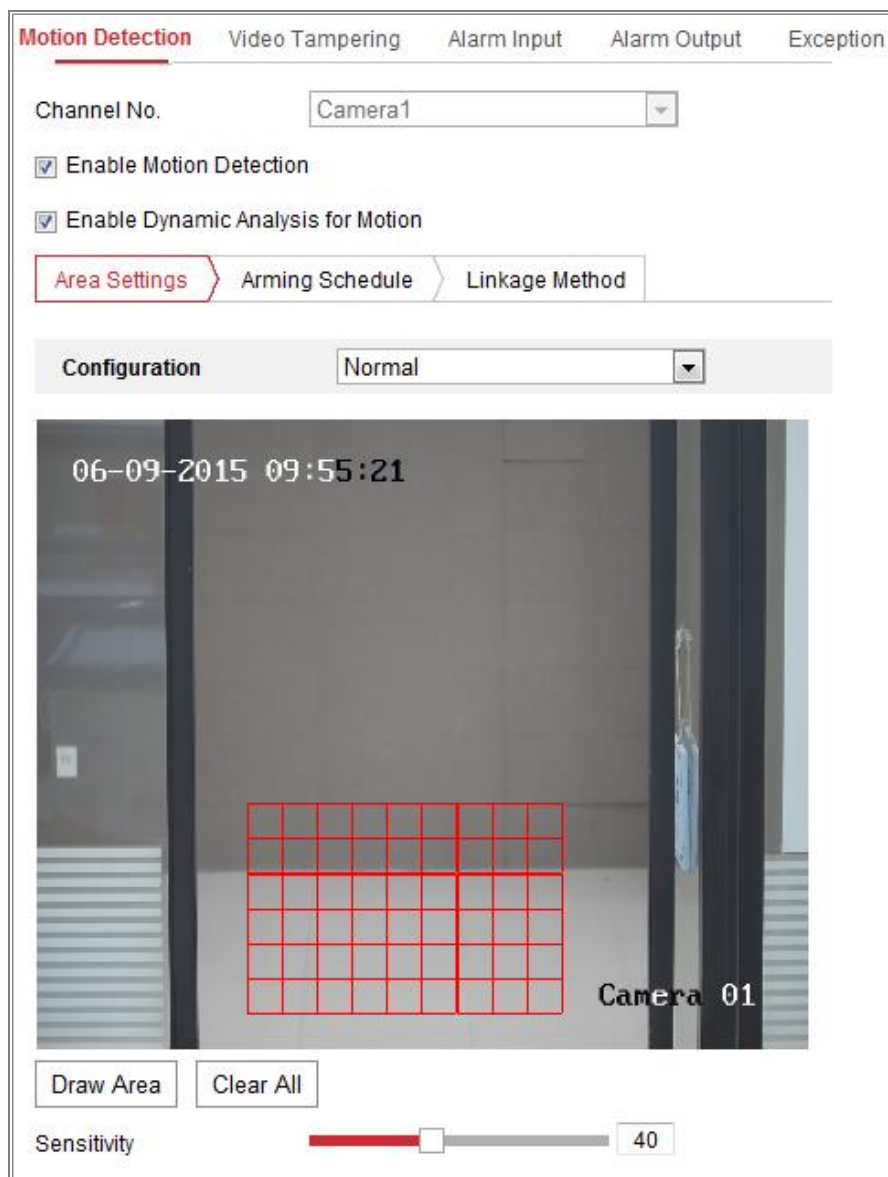 Motion Detection Video Tampering Alarm Input Alarm Output Exception
Channel No. Camera1
Enable Motion Detection
Enable Dynamic Analysis for Motion
Area Settings Arming Schedule Linkage Method
Configuration Normal
06-09-2015 09:55:21
Camera 01
Draw Area Clear All
Sensitivity 40